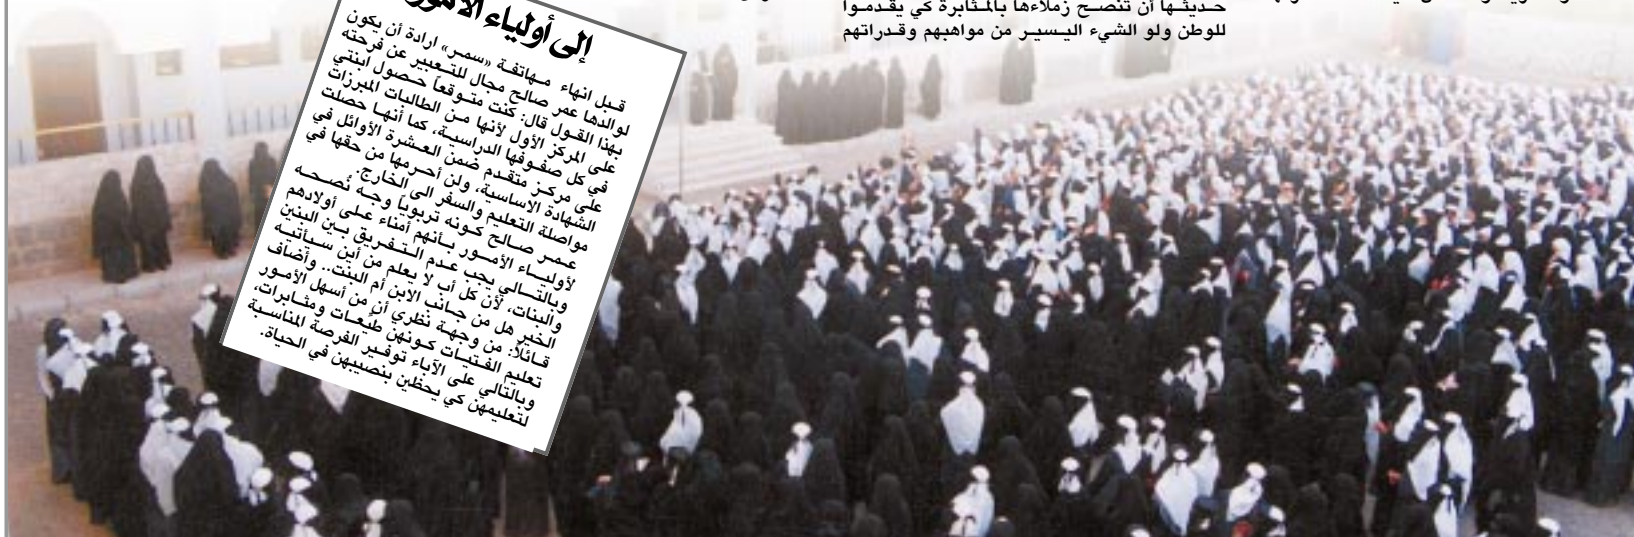 حديثها أن تنصح زملاءها بالمثابرة كي يقدموا
للوطن ولو الشيء اليسير من مواهبهم وقدراتهم
إلى أولياء الأمور
قبل انهاء مهاتفة «سمر» ارادة أن يكون
لوالدها عمر صالح مجال للتعبير عن فرحته
بهذا القول قال: كنت متوقعاً حصول ابنتي
على المركز الأول لأنها من الطالبات المبرزات
في كل صفوفها الدراسية، كما أنها حصلت
على مركز متقدم ضمن العشرة الأوائل في
الشهادة الاساسية، ولن أحرمها من حقها في
مواصلة التعليم والسفر الى الخارج.
عمر صالح كونه تربوياً وجه نُصحه
لأولياء الأمور بأنهم أمناء على أولادهم
وبالتالي يجب عدم التفريق بين البنين
والبنات، لأن كل أب لا يعلم من أين سيأتيه
الخير هل من جانب الابن أم البنت.. وأضاف
قائلاً: من وجهة نظري أن من أسهل الأمور
تعليم الفتيات كونهن طيّعات ومثابرات،
وبالتالي على الآباء توفير الفرصة المناسبة
لتعليمهن كي يحظين بنصيبهن في الحياة.